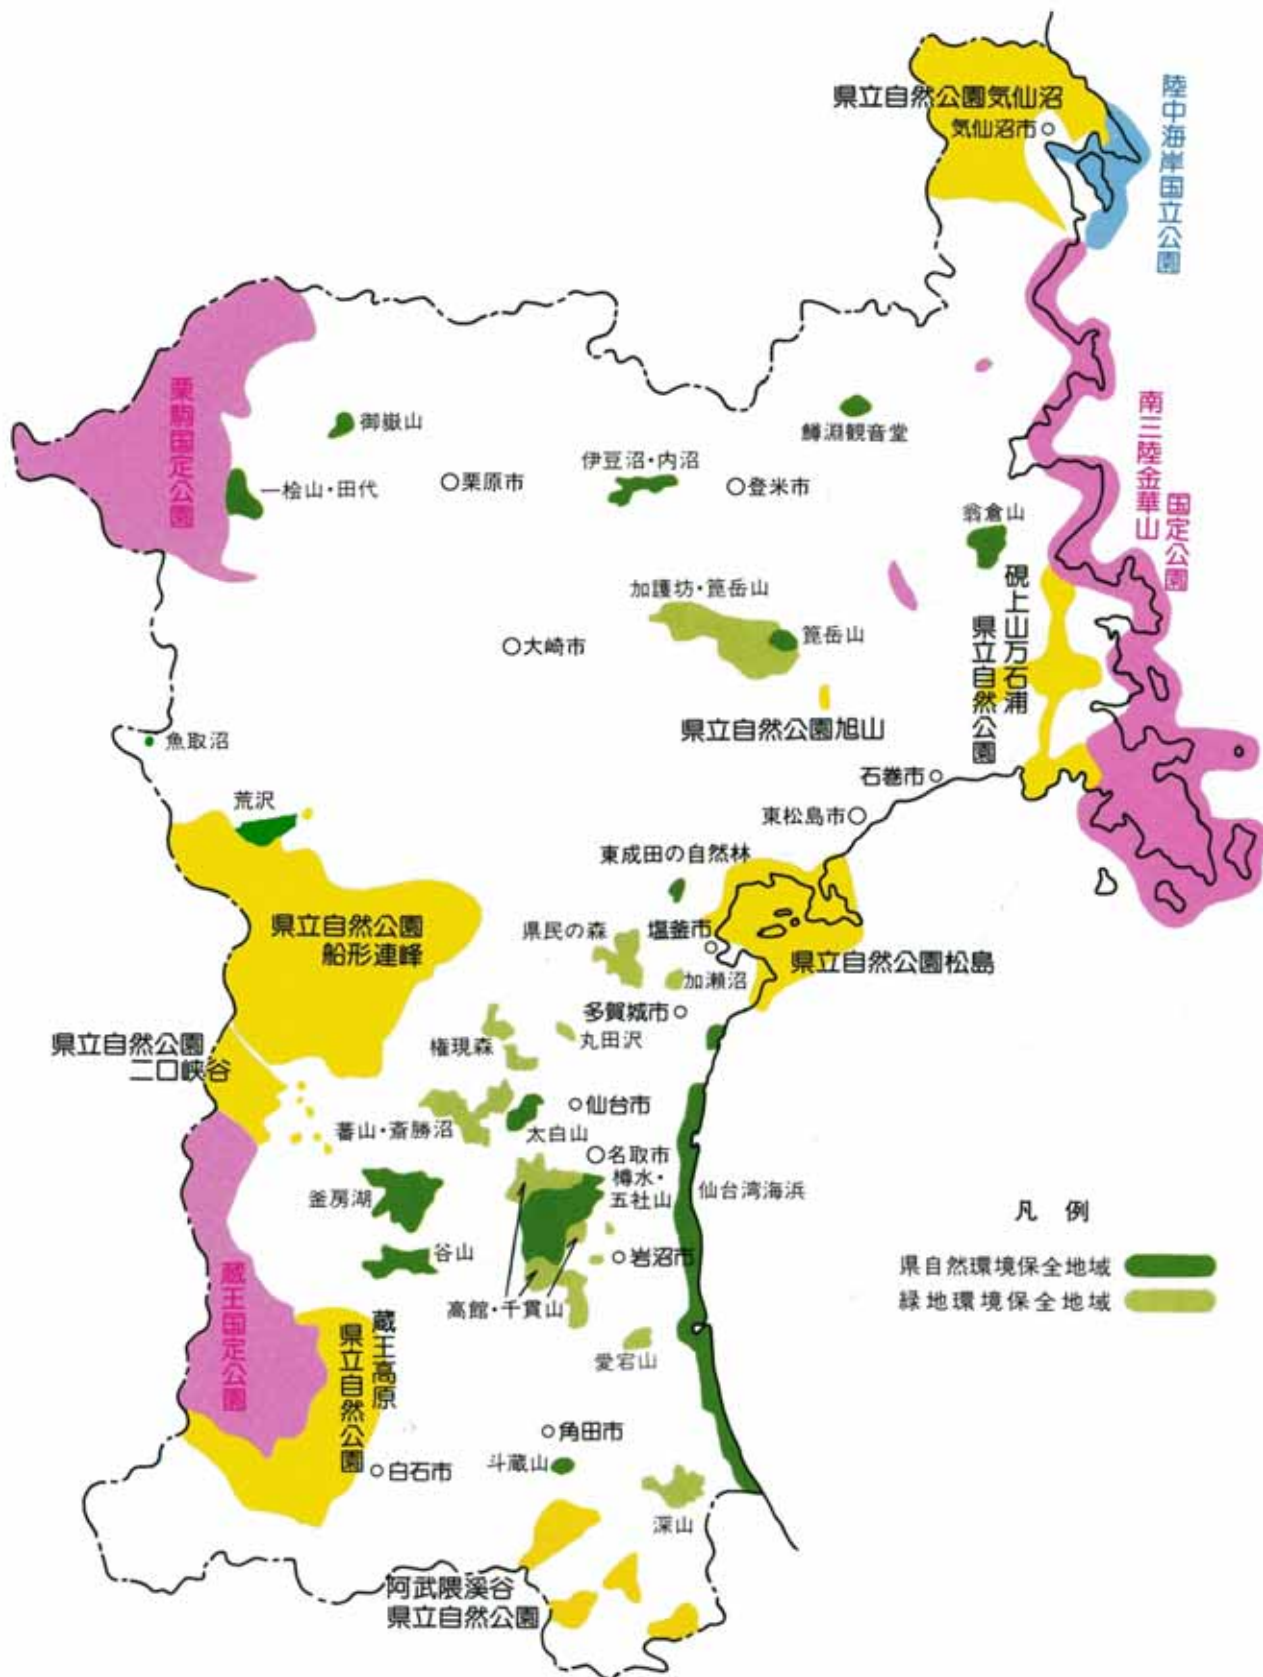 県立自然公園気仙沼
気仙沼市
陸中海岸国立公園
栗駒国定公園
御嶽山
鱒淵観音堂
南三陸金華山
国定公園
伊豆沼・内沼
桧山・田代
栗原市
登米市
翁倉山
加護坊・箆岳山
硯上山万石浦
県立自然公園
大崎市
箆岳山
県立自然公園旭山
魚取沼
石巻市
荒沢
東松島市
東成田の自然林
県立自然公園
船形連峰
県民の森
塩釜市
県立自然公園松島
加瀬沼
多賀城市
県立自然公園
二口峡谷
権現森
丸田沢
仙台市
蕃山・斎勝沼
太白山
名取市
樽水・
五社山
仙台湾海浜
釜房湖
凡 例
谷山
岩沼市
県自然環境保全地域
緑地環境保全地域
蔵王国定公園
高館・千貫山
蔵王高原
県立自然公園
愛宕山
角田市
斗蔵山
白石市
深山
阿武隈溪谷
県立自然公園